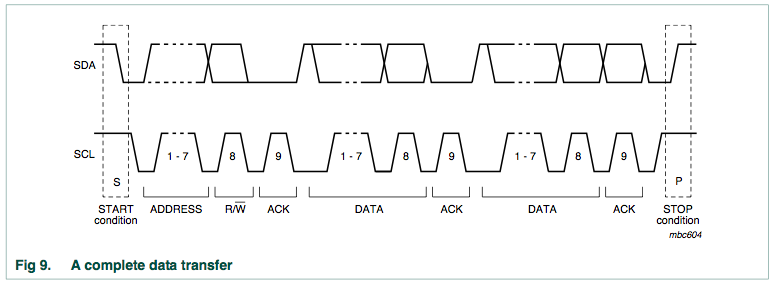 SDA
SCL
1 - 7 8 9 1 - 7 8 9 1 - 7 8 9
S P
START condition ADDRESS R/W̅ ACK DATA ACK DATA ACK STOP condition
mbc604
Fig 9. A complete data transfer